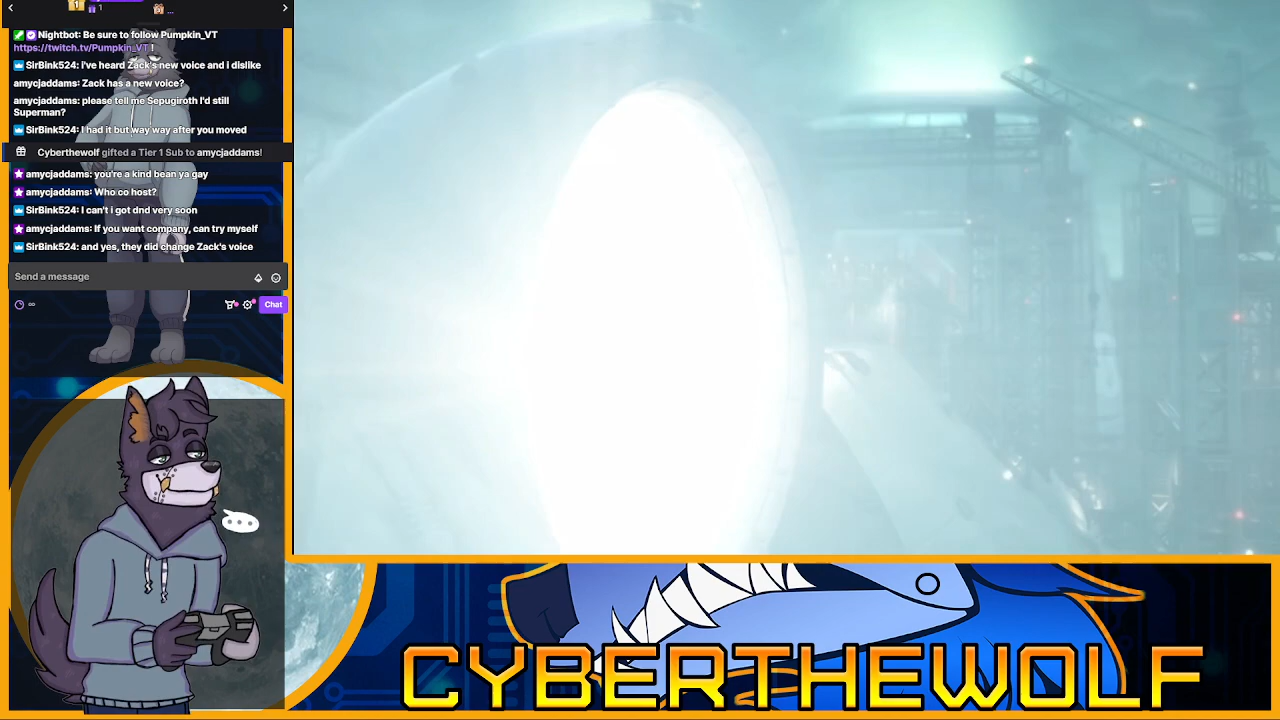 1
1
...
Nightbot: Be sure to follow Pumpkin_VT
https://twitch.tv/Pumpkin_VT !
SirBink524: i've heard Zack's new voice and i dislike
amycjaddams: Zack has a new voice?
amycjaddams: please tell me Sepugiroth I'd still
Superman?
SirBink524: I had it but way way after you moved
Cyberthewolf gifted a Tier 1 Sub to amycjaddams!
amycjaddams: you're a kind bean ya gay
amycjaddams: Who co host?
SirBink524: I can't i got dnd very soon
amycjaddams: If you want company, can try myself
SirBink524: and yes, they did change Zack's voice
Send a message
∞
Chat
CYBERTHEWOLF